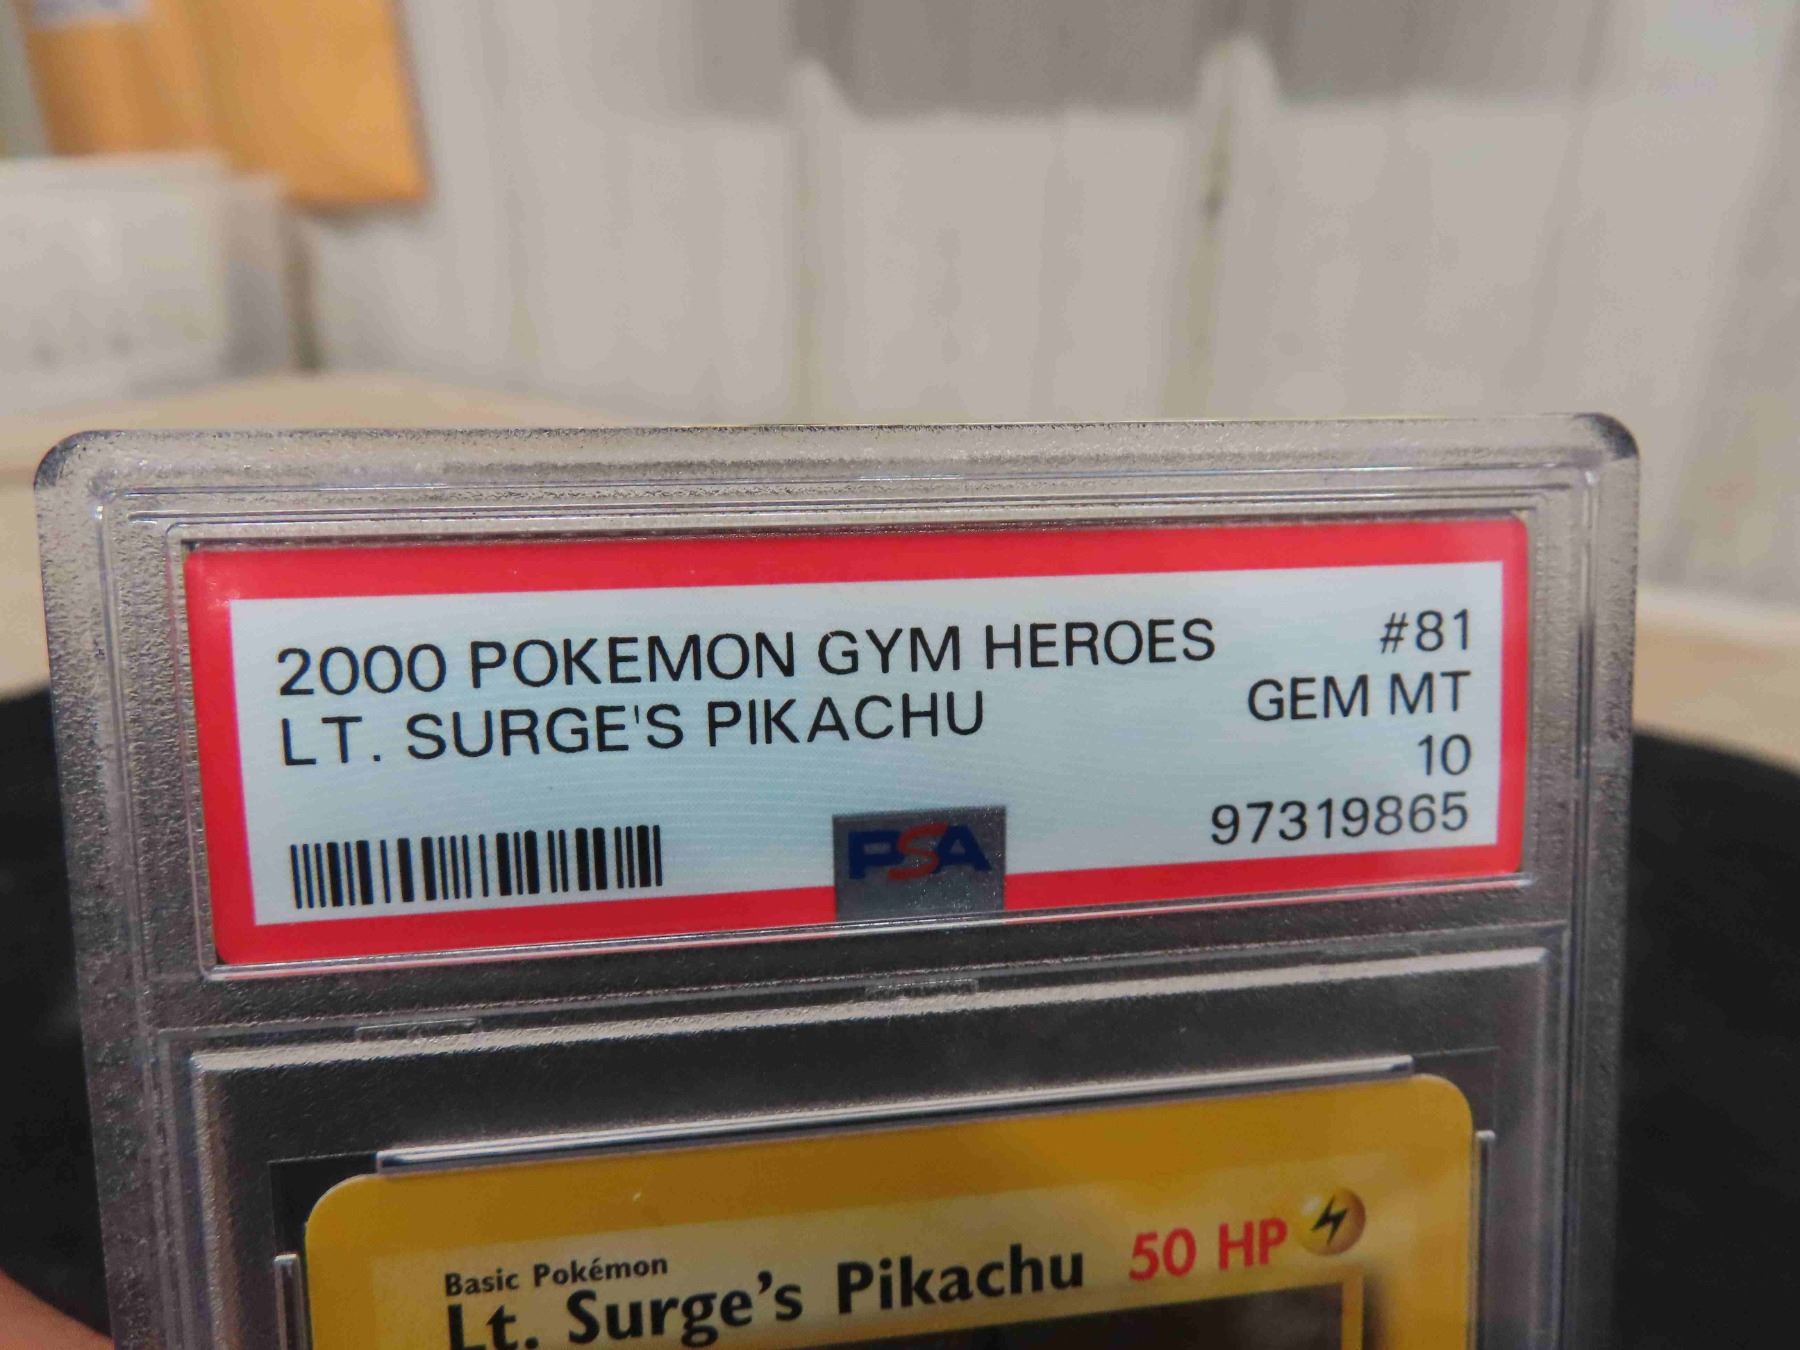 2000 POKEMON GYM HEROES #81
LT. SURGE'S PIKACHU GEM MT
10
PSA 97319865
Basic Pokémon
Lt. Surge's Pikachu 50 HP